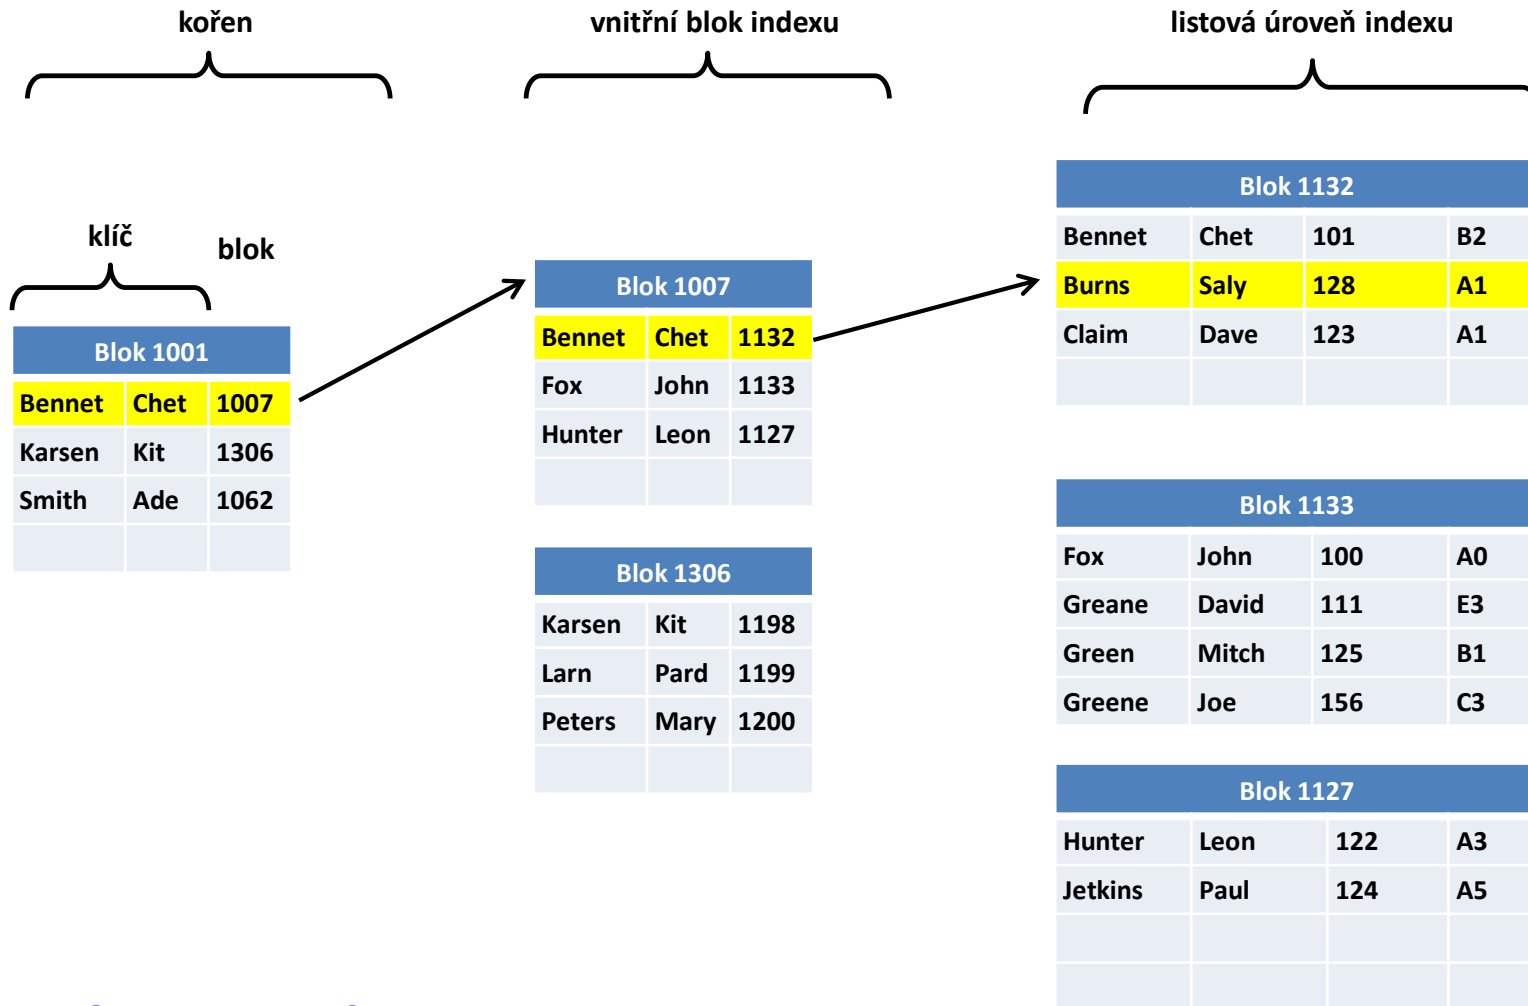 kořen
vnitřní blok indexu
listová úroveň indexu
klíč
blok
Blok 1001
Bennet Chet 1007
Karsen Kit 1306
Smith Ade 1062
Blok 1007
Bennet Chet 1132
Fox John 1133
Hunter Leon 1127
Blok 1306
Karsen Kit 1198
Larn Pard 1199
Peters Mary 1200
Blok 1132
Bennet Chet 101 B2
Burns Saly 128 A1
Claim Dave 123 A1
Blok 1133
Fox John 100 A0
Greane David 111 E3
Green Mitch 125 B1
Greene Joe 156 C3
Blok 1127
Hunter Leon 122 A3
Jetkins Paul 124 A5